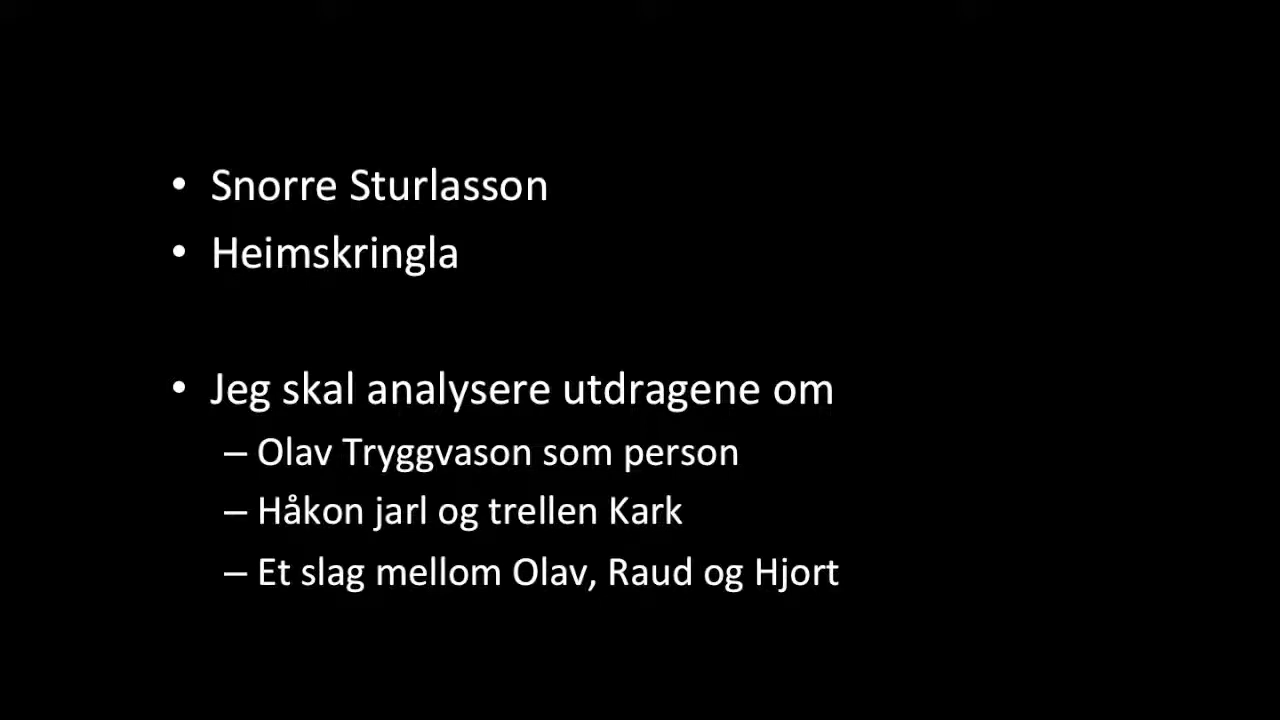 • Snorre Sturlasson
• Heimskringla
• Jeg skal analysere utdragene om
– Olav Tryggvason som person
– Håkon jarl og trellen Kark
– Et slag mellom Olav, Raud og Hjort